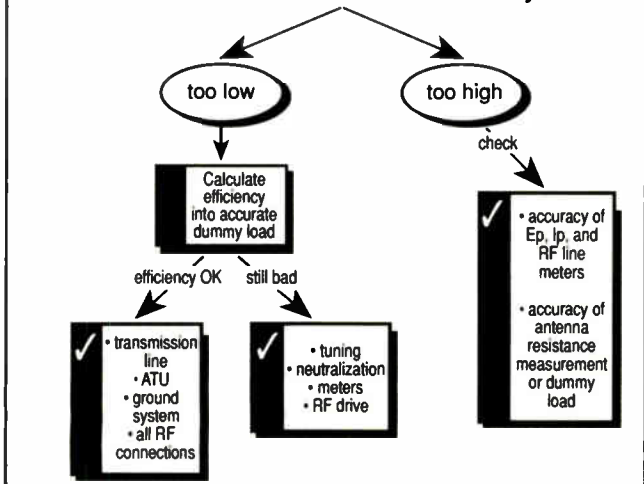 too low
too high
check
Calculate
efficiency
into accurate
dummy load
efficiency OK
still bad
• transmission
line
• ATU
• ground
system
• all RF
connections
• tuning
• neutralization
• meters
• RF drive
• accuracy of
Ep, Ip, and
RF line
meters
• accuracy of
antenna
resistance
measurement
or dummy
load